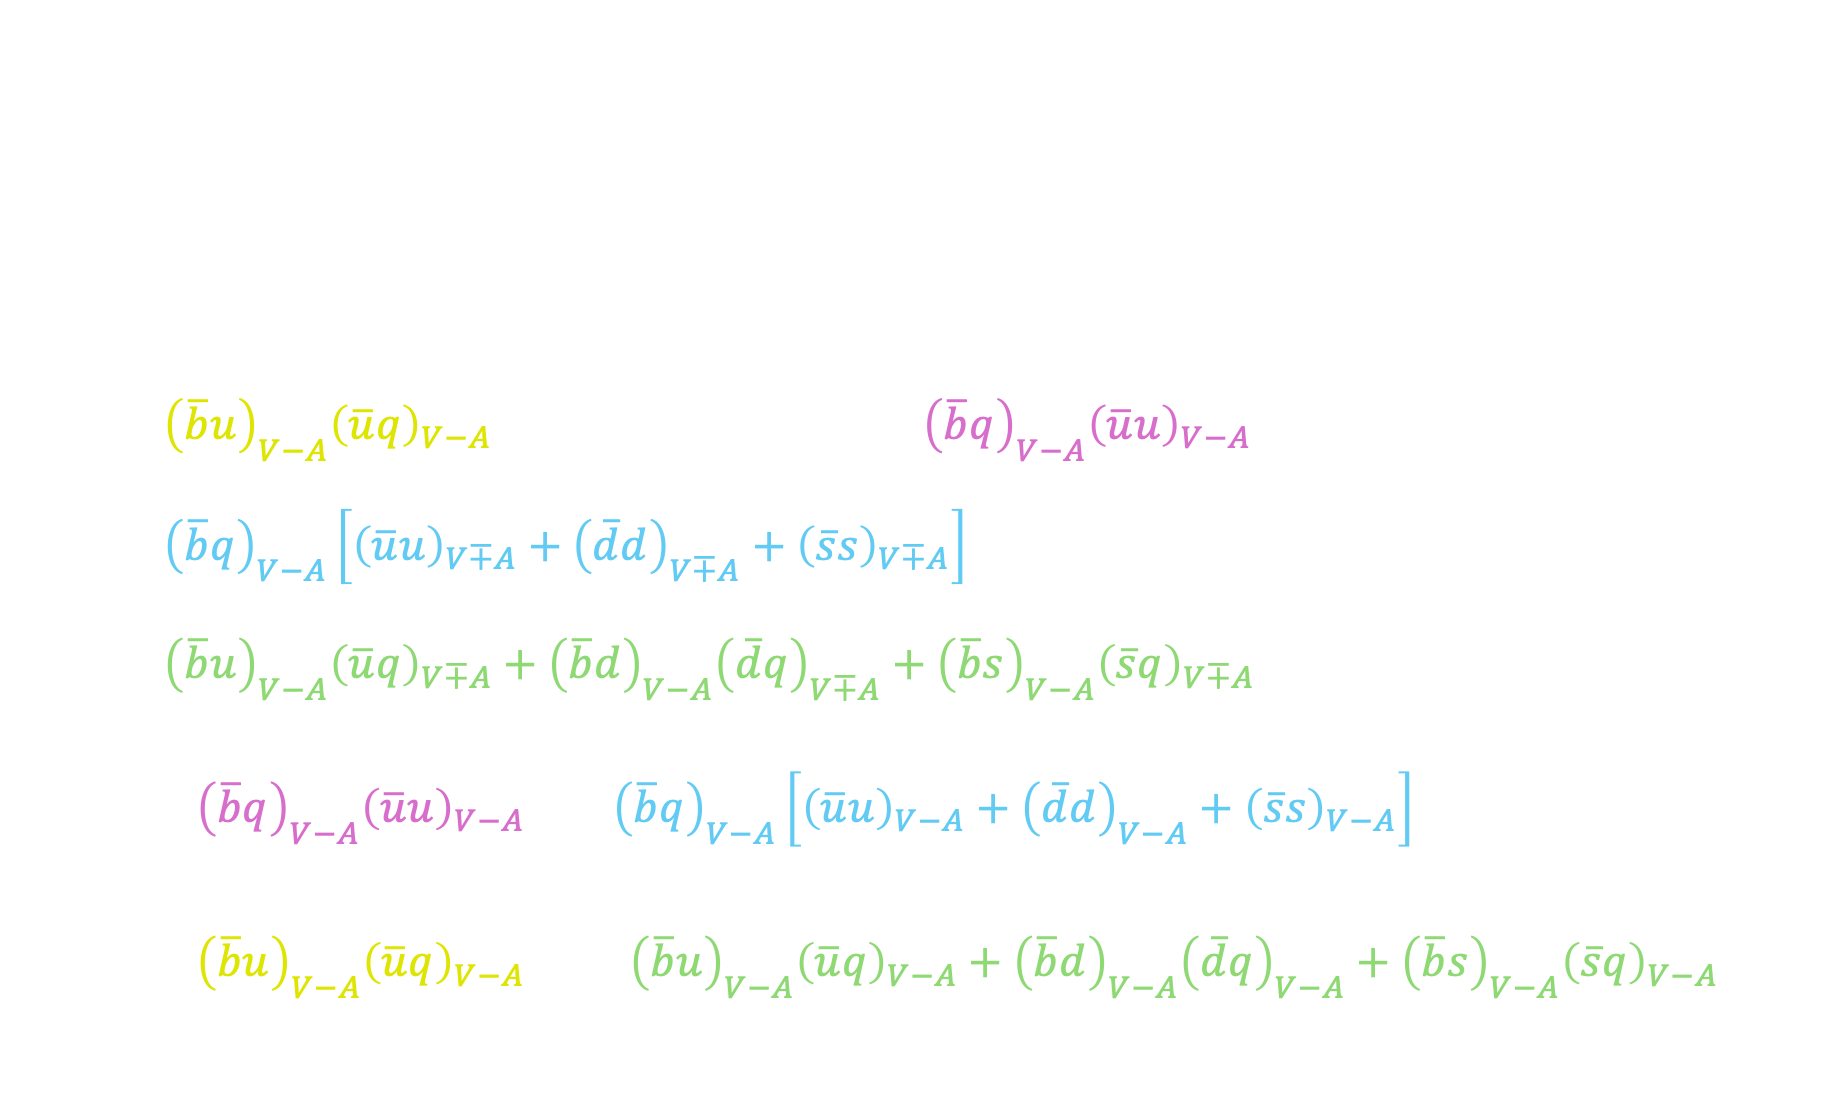 (b̄u)_{V−A}(ūq)_{V−A} (b̄q)_{V−A}(ūu)_{V−A}
(b̄q)_{V−A}[(ūu)_{V∓A} + (d̄d)_{V∓A} + (s̄s)_{V∓A}]
(b̄u)_{V−A}(ūq)_{V∓A} + (b̄d)_{V−A}(d̄q)_{V∓A} + (b̄s)_{V−A}(s̄q)_{V∓A}
(b̄q)_{V−A}(ūu)_{V−A} (b̄q)_{V−A}[(ūu)_{V−A} + (d̄d)_{V−A} + (s̄s)_{V−A}]
(b̄u)_{V−A}(ūq)_{V−A} (b̄u)_{V−A}(ūq)_{V−A} + (b̄d)_{V−A}(d̄q)_{V−A} + (b̄s)_{V−A}(s̄q)_{V−A}